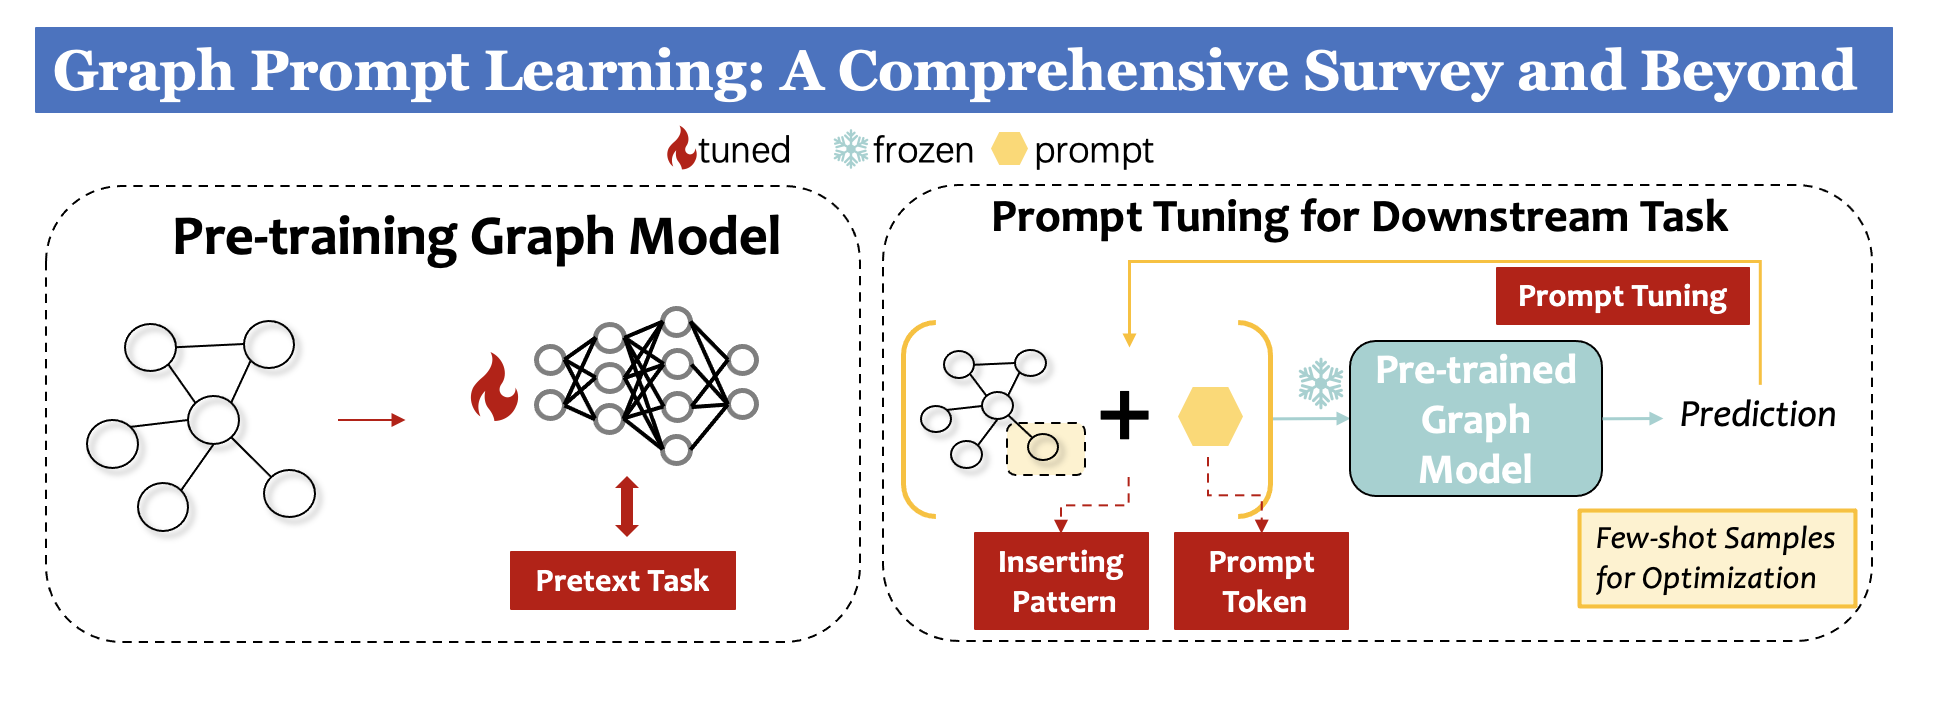 Graph Prompt Learning: A Comprehensive Survey and Beyond
tuned frozen prompt
Pre-training Graph Model
Pretext Task
Prompt Tuning for Downstream Task
Prompt Tuning
Pre-trained
Graph
Model
Prediction
Inserting
Pattern
Prompt
Token
Few-shot Samples
for Optimization